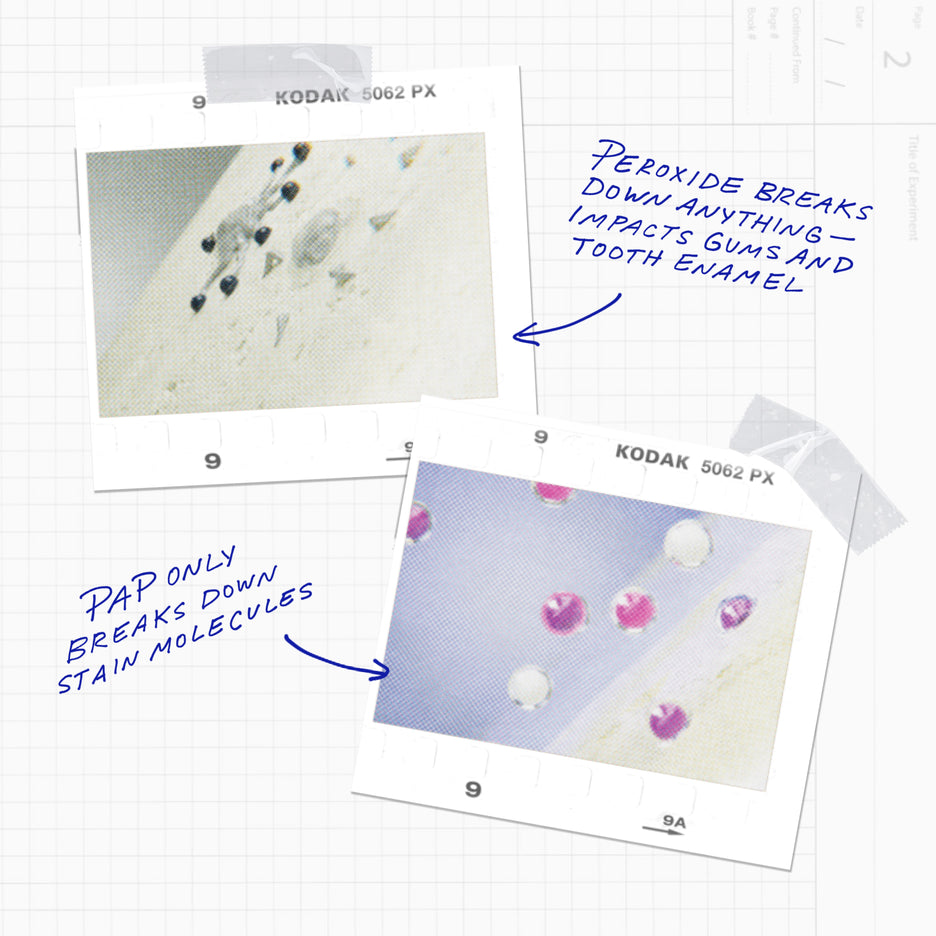 Page
2
Date
/ /
Continued From
Page #
Book #
Title of Experiment
9 KODAK 5062 PX
PEROXIDE BREAKS
DOWN ANYTHING—
IMPACTS GUMS AND
TOOTH ENAMEL
9 9
9 KODAK 5062 PX
PAP ONLY
BREAKS DOWN
STAIN MOLECULES
9
9A